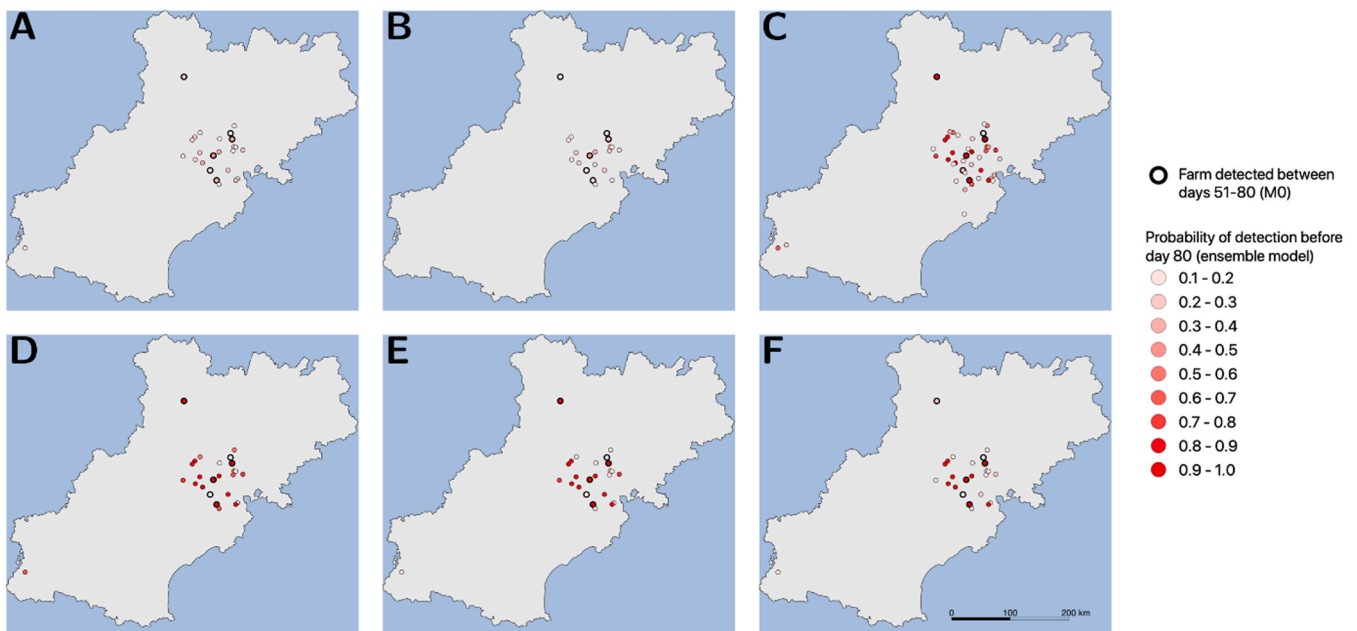 A
B
C
Farm detected between
days 51-80 (M0)
Probability of detection before
day 80 (ensemble model)
0.1 - 0.2
0.2 - 0.3
0.3 - 0.4
0.4 - 0.5
0.5 - 0.6
0.6 - 0.7
0.7 - 0.8
0.8 - 0.9
0.9 - 1.0
D
E
F
0 100 200 km